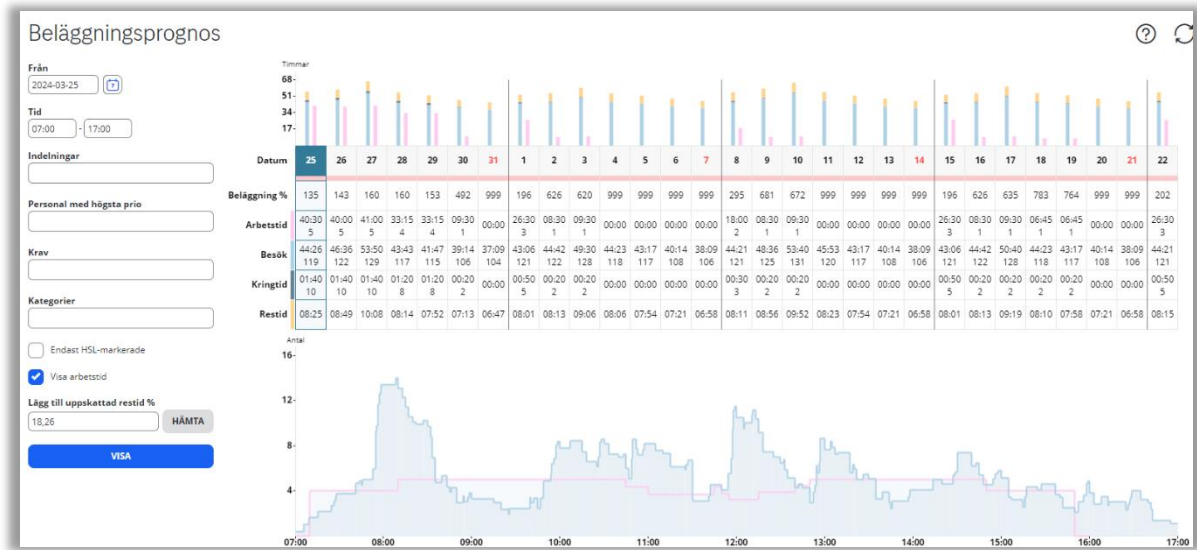 Beläggningsprognos
Från
2024-03-25
Tid
07:00 - 17:00
Indelningar
Personal med högsta prio
Krav
Kategorier
Endast HSL-markerade
Visa arbetstid
Lägg till uppskattad restid %
18,26 HÄMTA
VISA
Timmar
68
51
34
17
Datum 25 26 27 28 29 30 31 1 2 3 4 5 6 7 8 9 10 11 12 13 14 15 16 17 18 19 20 21 22
Beläggning % 135 143 160 160 153 492 999 196 626 620 999 999 999 999 295 681 672 999 999 999 999 196 626 635 783 764 999 999 202
Arbetstid 40:30 40:00 41:00 33:15 33:15 09:30 00:00 26:30 08:30 09:30 00:00 00:00 00:00 00:00 18:00 08:30 09:30 00:00 00:00 00:00 00:00 26:30 08:30 09:30 06:45 06:45 00:00 00:00 26:30
5 5 5 4 4 1 3 1 1 2 1 1 3 1 1 1 1 3
Besök 44:26 46:36 53:50 43:43 41:47 39:14 37:09 43:06 44:42 49:30 44:23 43:17 40:14 38:09 44:21 48:36 53:40 45:53 43:17 40:14 38:09 43:06 44:42 50:40 44:23 43:17 40:14 38:09 44:21
119 122 129 117 115 106 104 121 122 128 118 117 108 106 121 125 131 120 117 108 106 121 122 128 118 117 108 106 121
Kringtid 01:40 01:40 01:40 01:20 01:20 00:20 00:00 00:50 00:20 00:20 00:00 00:00 00:00 00:00 00:30 00:20 00:20 00:00 00:00 00:00 00:00 00:50 00:20 00:20 00:20 00:20 00:00 00:00 00:50
10 10 10 8 8 2 5 2 2 3 2 2 5 2 2 2 2 5
Restid 08:25 08:49 10:08 08:14 07:52 07:13 06:47 08:01 08:13 09:06 08:06 07:54 07:21 06:58 08:11 08:56 09:52 08:23 07:54 07:21 06:58 08:01 08:13 09:19 08:10 07:58 07:21 06:58 08:15
Antal
16
12
8
4
07:00 08:00 09:00 10:00 11:00 12:00 13:00 14:00 15:00 16:00 17:00